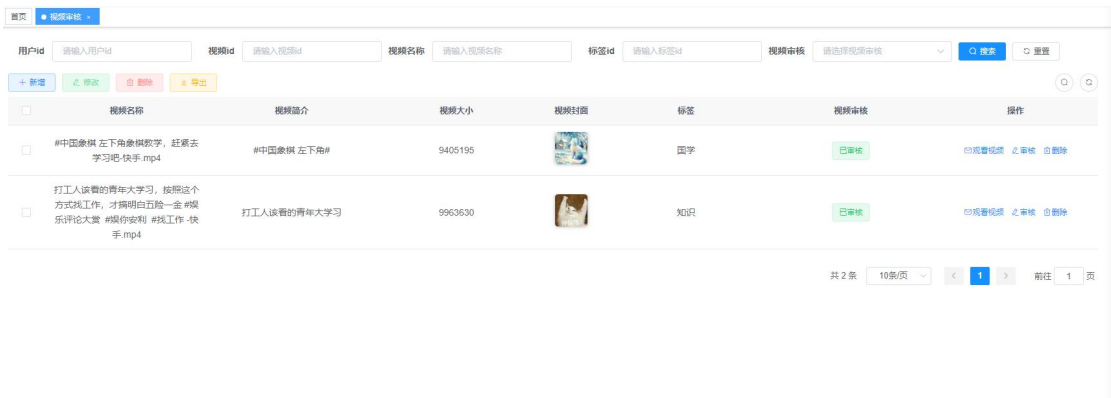 首页 视频审核 ×
用户id 请输入用户id 视频id 请输入视频id 视频名称 请输入视频名称 标签id 请输入标签id 视频审核 请选择视频审核 搜索 重置
+ 新增 修改 删除 导出
视频名称 视频简介 视频大小 视频封面 标签 视频审核 操作
#中国象棋 左下角象棋教学，赶紧去
学习吧-快手.mp4
#中国象棋 左下角# 9405195 国学 已审核 观看视频 审核 删除
打工人该看的青年大学习，按照这个
方式找工作，才搞明白五险一金 #娱
乐评论大赏 #娱你安利 #找工作 -快
手.mp4
打工人该看的青年大学习 9963630 知识 已审核 观看视频 审核 删除
共 2 条 10条/页 < 1 > 前往 1 页